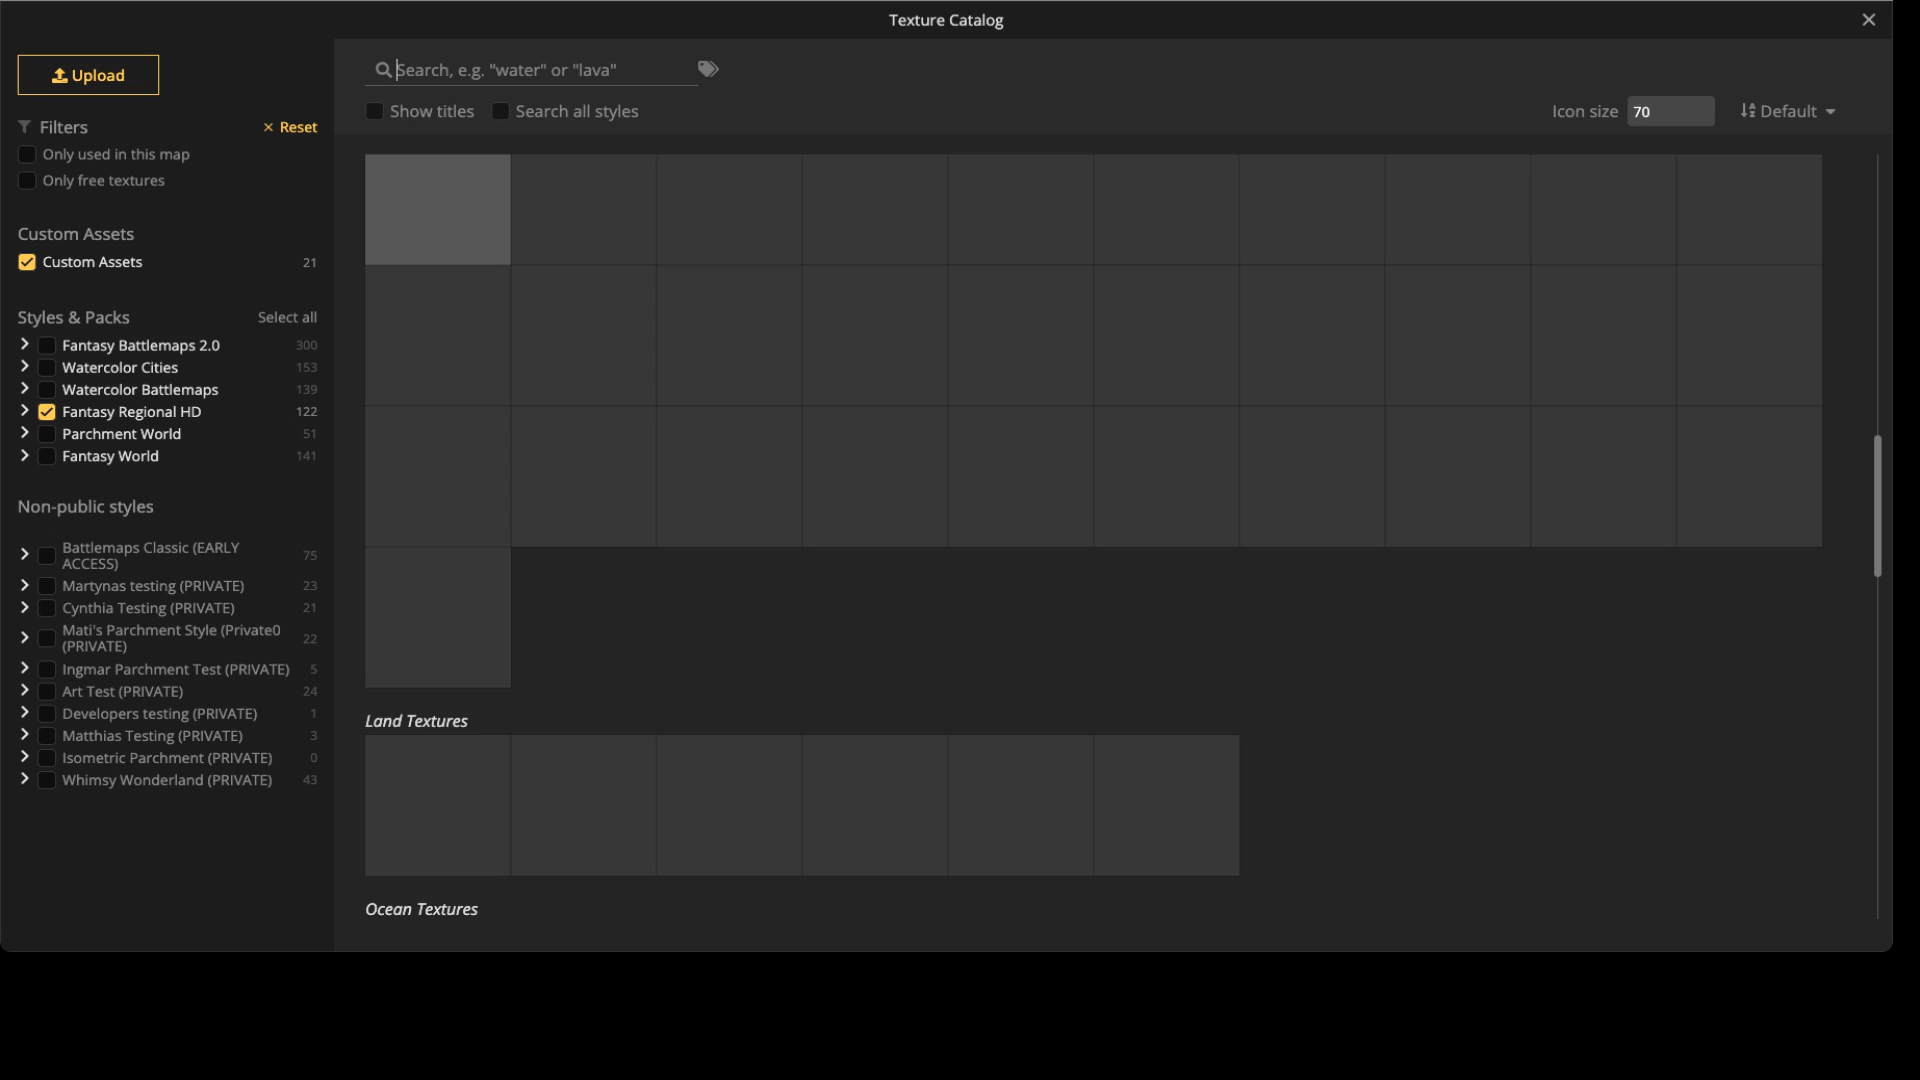 Texture Catalog
Upload
Search, e.g. "water" or "lava"
Show titles
Search all styles
Icon size
70
Default
Filters
Reset
Only used in this map
Only free textures
Custom Assets
Custom Assets 21
Styles & Packs Select all
Fantasy Battlemaps 2.0 300
Watercolor Cities 153
Watercolor Battlemaps 139
Fantasy Regional HD 122
Parchment World 51
Fantasy World 141
Non-public styles
Battlemaps Classic (EARLY
ACCESS) 75
Martynas testing (PRIVATE) 23
Cynthia Testing (PRIVATE) 21
Mati's Parchment Style (Private0
(PRIVATE) 22
Ingmar Parchment Test (PRIVATE) 5
Art Test (PRIVATE) 24
Developers testing (PRIVATE) 1
Matthias Testing (PRIVATE) 3
Isometric Parchment (PRIVATE) 0
Whimsy Wonderland (PRIVATE) 43
Land Textures
Ocean Textures